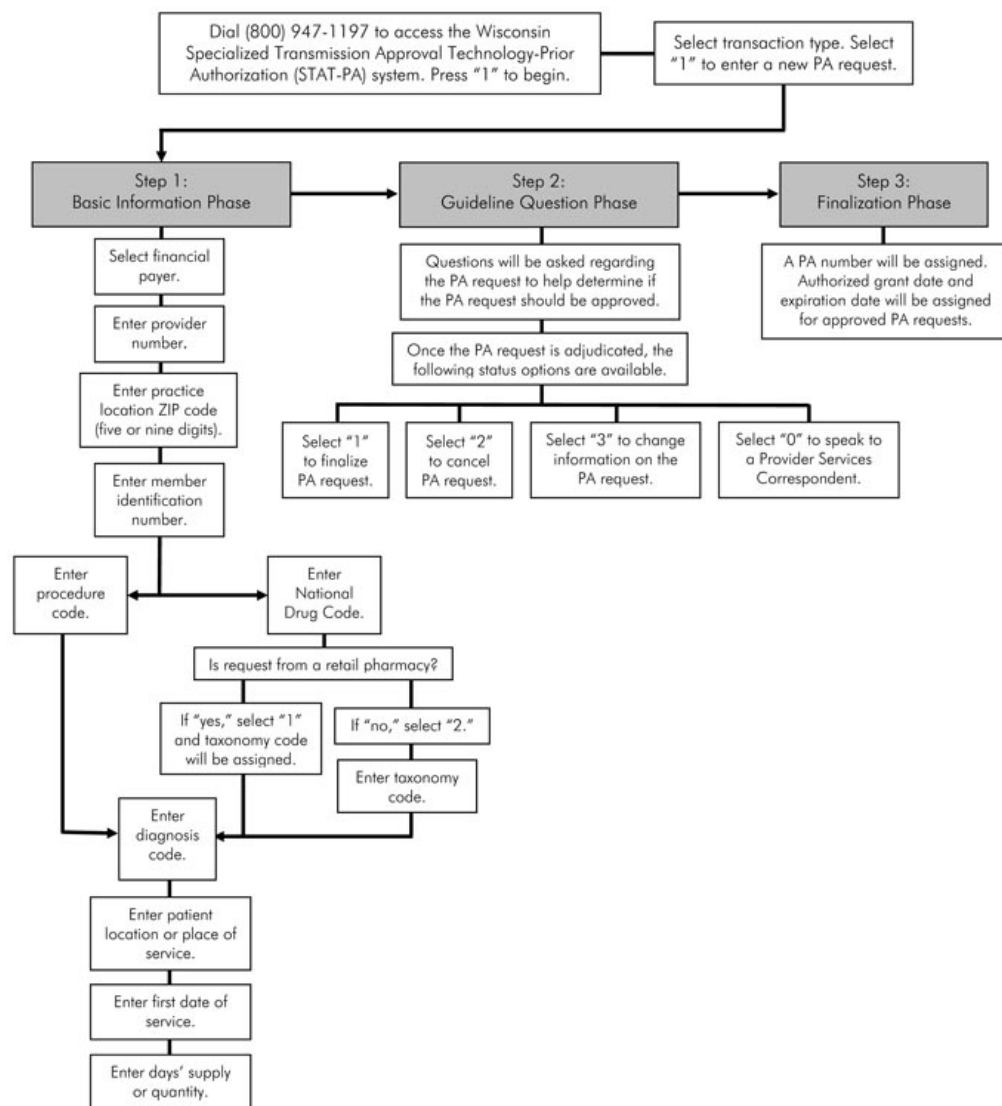 Dial (800) 947-1197 to access the Wisconsin
Specialized Transmission Approval Technology-Prior
Authorization (STAT-PA) system. Press “1” to begin.
Select transaction type. Select
“1” to enter a new PA request.
Step 1:
Basic Information Phase
Step 2:
Guideline Question Phase
Step 3:
Finalization Phase
Select financial
payer.
Enter provider
number.
Enter practice
location ZIP code
(five or nine digits).
Enter member
identification
number.
Enter
procedure
code.
Enter
National
Drug Code.
Is request from a retail pharmacy?
If “yes,” select “1”
and taxonomy code
will be assigned.
If “no,” select “2.”
Enter taxonomy
code.
Enter
diagnosis
code.
Enter patient
location or place of
service.
Enter first date of
service.
Enter days’ supply
or quantity.
Questions will be asked regarding
the PA request to help determine if
the PA request should be approved.
Once the PA request is adjudicated, the
following status options are available.
Select “1”
to finalize
PA request.
Select “2”
to cancel
PA request.
Select “3” to change
information on the
PA request.
Select “0” to speak to
a Provider Services
Correspondent.
A PA number will be assigned.
Authorized grant date and
expiration date will be assigned
for approved PA requests.